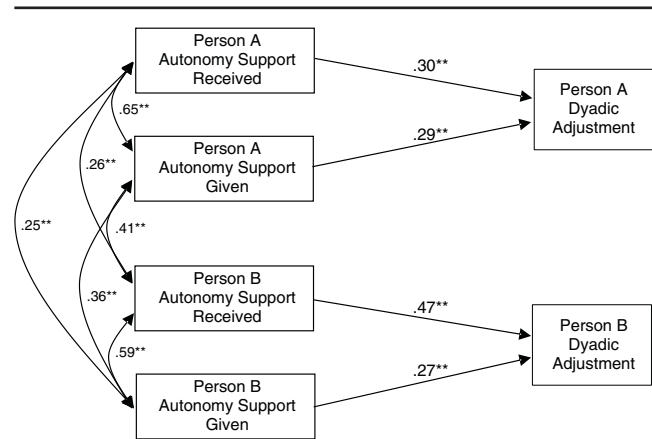 Person A
Autonomy Support
Received
.30**
Person A
Dyadic
Adjustment
.65**
Person A
Autonomy Support
Given
.29**
.26**
.25**
.41**
Person B
Autonomy Support
Received
.36**
.47**
Person B
Dyadic
Adjustment
.59**
Person B
Autonomy Support
Given
.27**